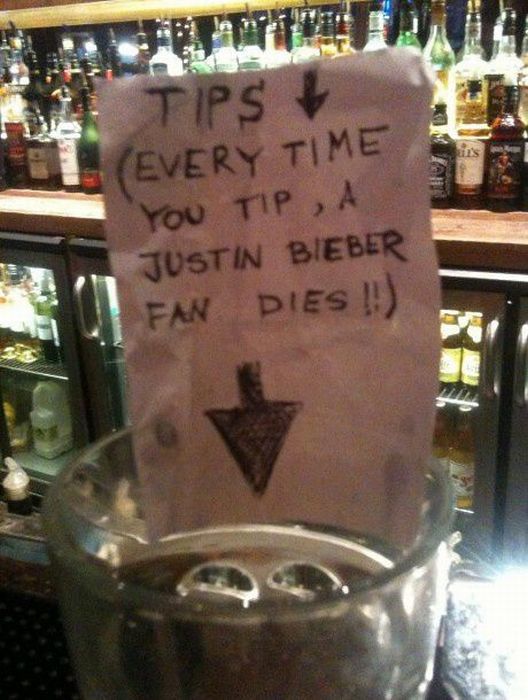 TIPS ↓
(EVERY TIME
YOU TIP, A
JUSTIN BIEBER
FAN DIES!!)